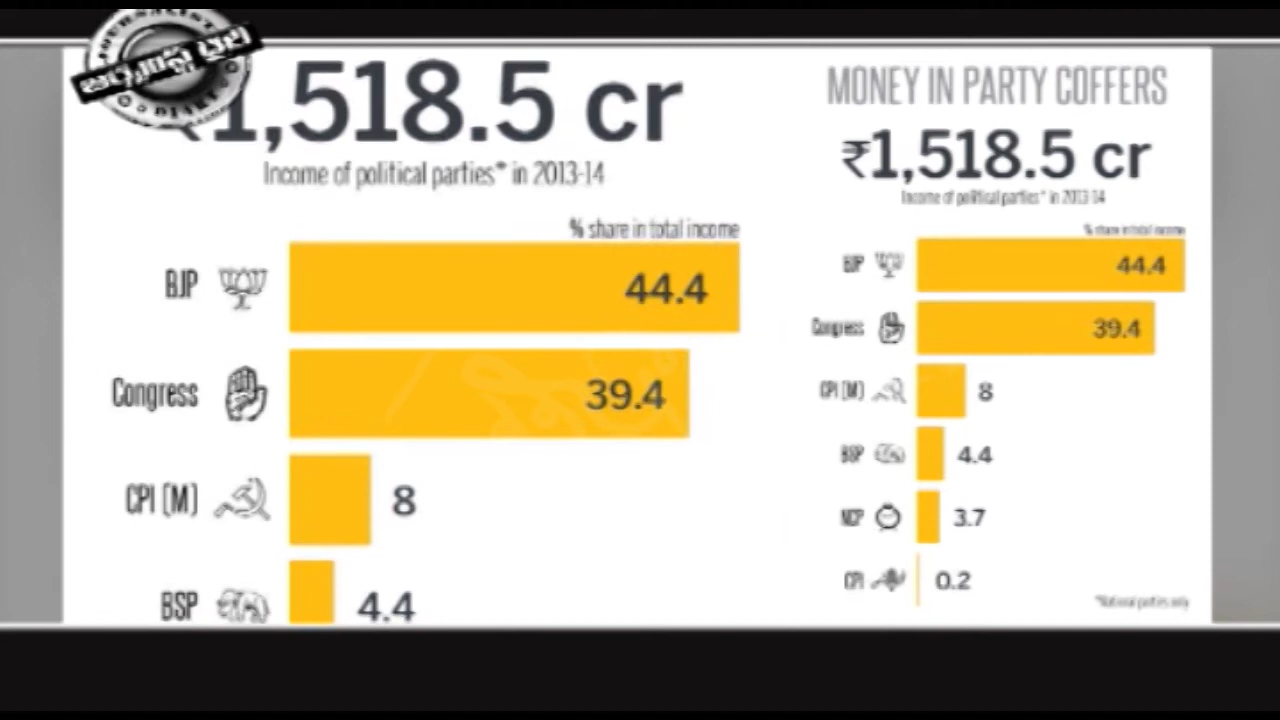 JOURNALIST
DIARY
₹1,518.5 cr
Income of political parties* in 2013-14
% share in total income
BJP 44.4
Congress 39.4
CPI (M) 8
BSP 4.4
MONEY IN PARTY COFFERS
₹1,518.5 cr
Income of political parties* in 2013-14
% share in total income
BJP 44.4
Congress 39.4
CPI (M) 8
BSP 4.4
NCP 3.7
CPI 0.2
*National parties only